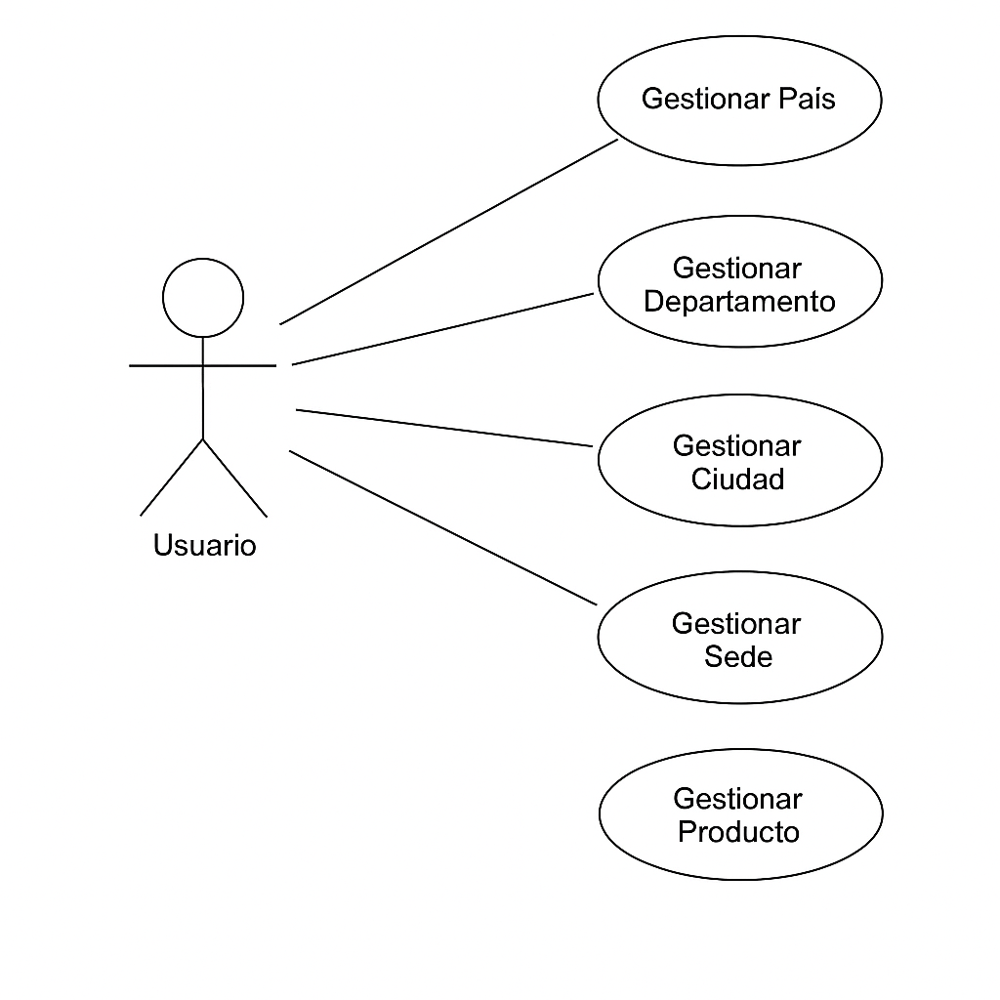 Gestionar País
Gestionar
Departamento
Gestionar
Ciudad
Usuario
Gestionar
Sede
Gestionar
Producto